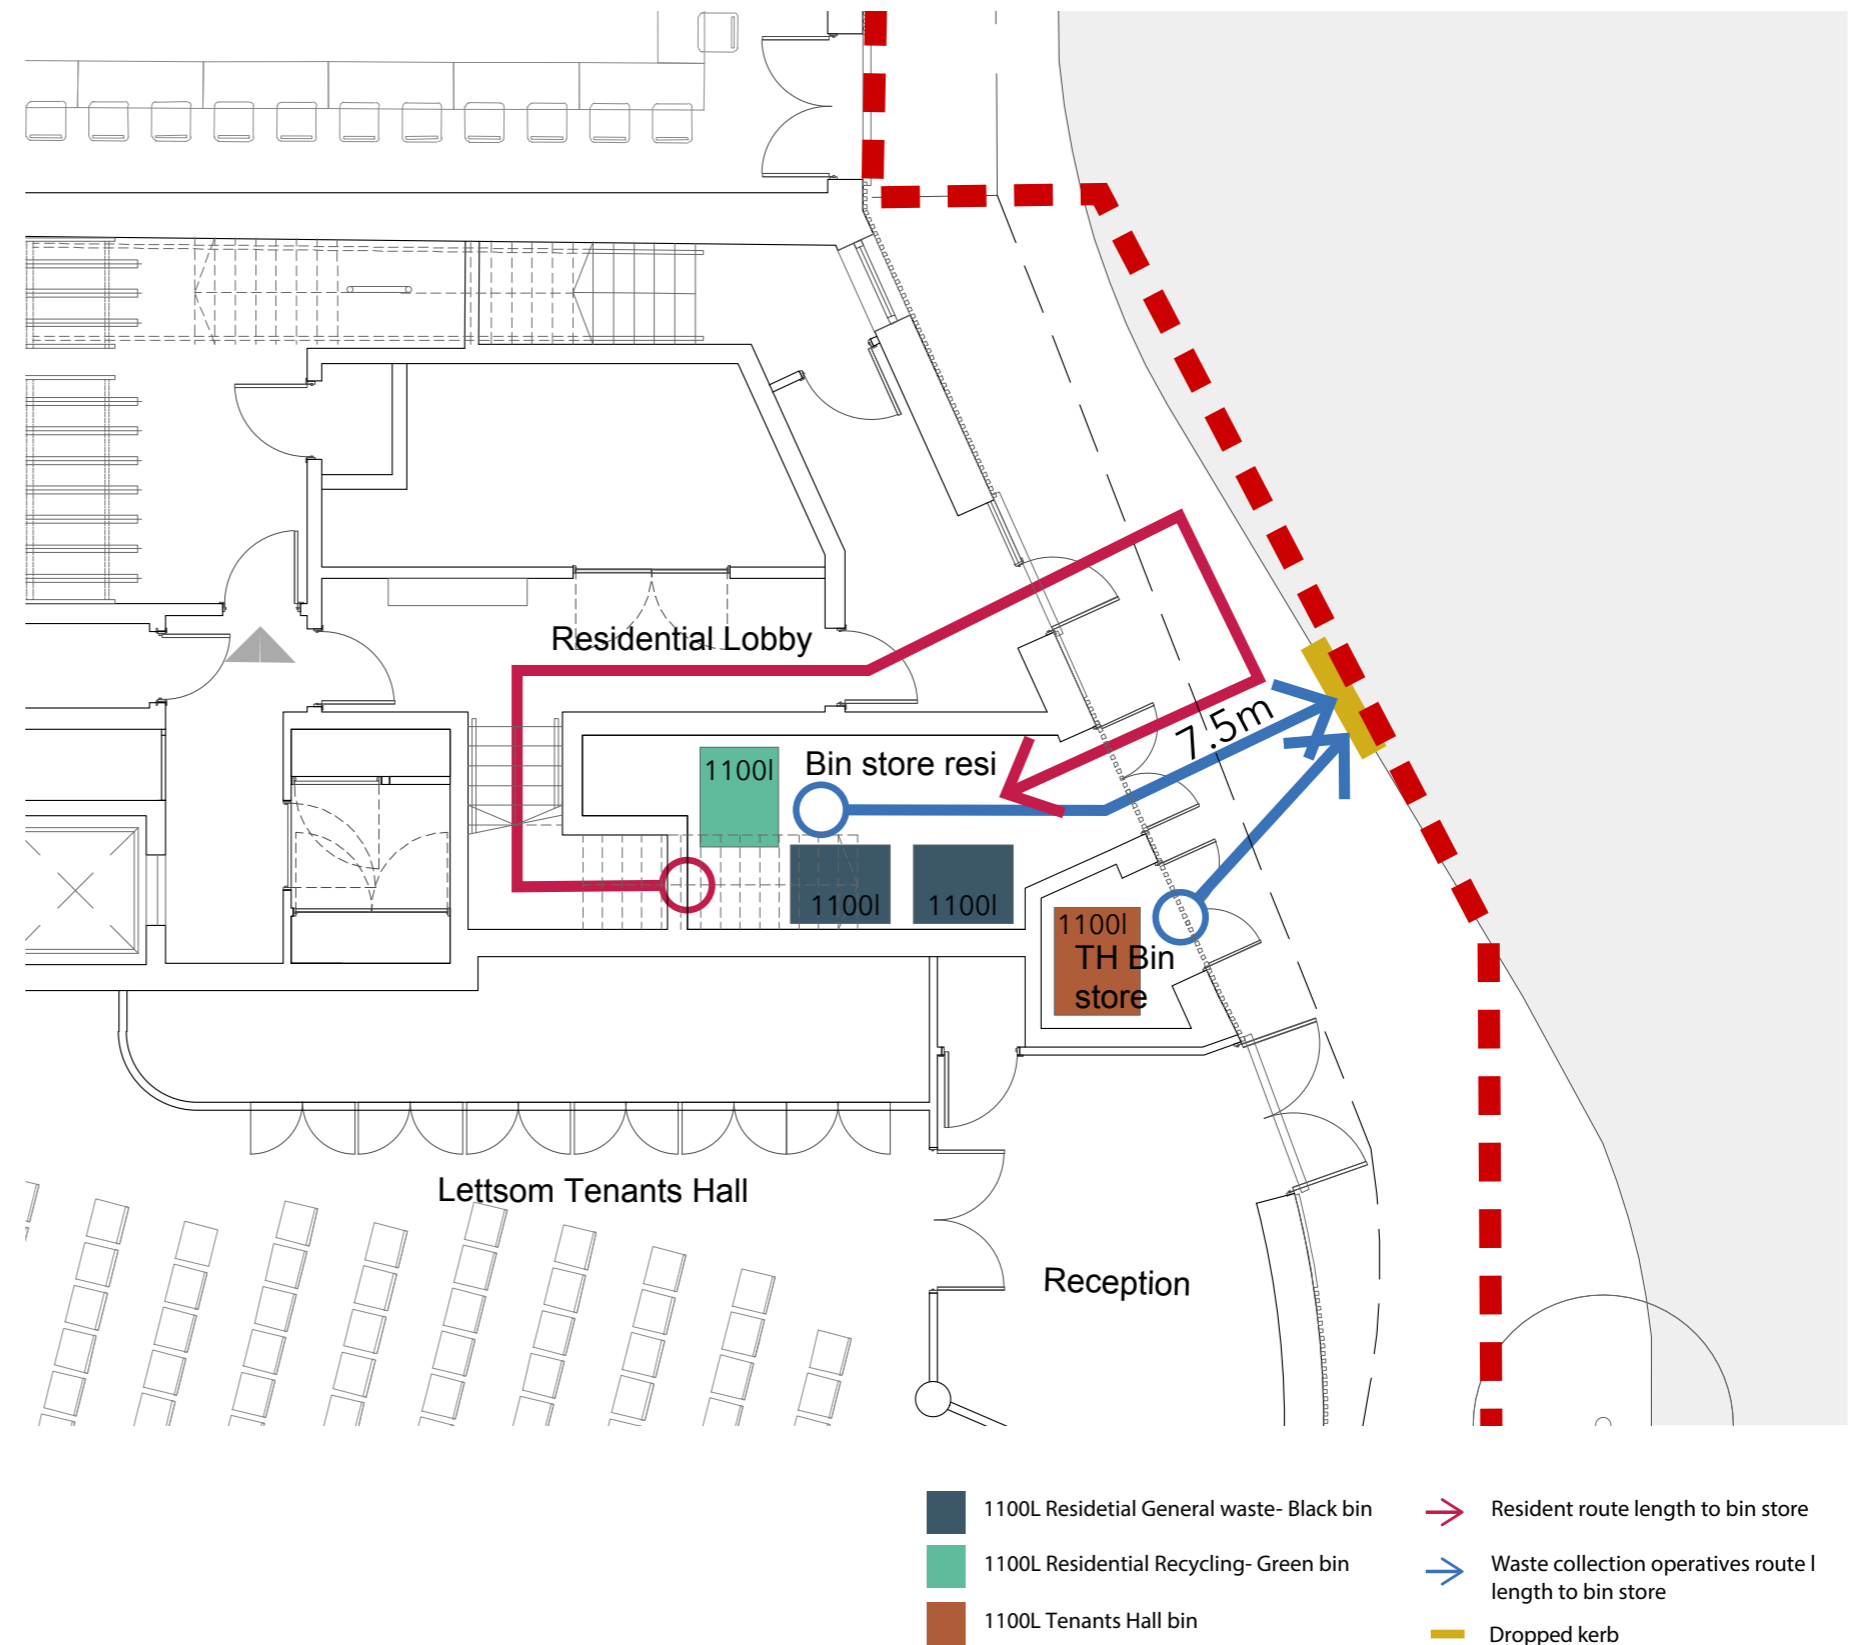 Residential Lobby
7.5m
1100l
Bin store resi
1100l
1100l
1100l
TH Bin
store
Lettsom Tenants Hall
Reception
1100L Residetial General waste- Black bin
1100L Residential Recycling- Green bin
1100L Tenants Hall bin
Resident route length to bin store
Waste collection operatives route l
length to bin store
Dropped kerb